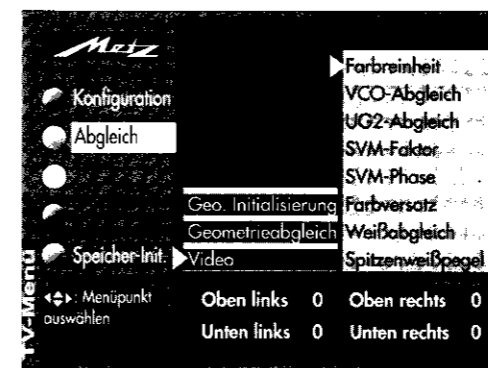 Metz
Konfiguration
Abgleich
Speicher-Init.
TV-Menü
Geo. Initialisierung
Geometrieabgleich
Video
Farbreinheit
VCO-Abgleich
UG2-Abgleich
SVM-Faktor
SVM-Phase
Farbversatz
Weißabgleich
Spitzenweißpegel
: Menüpunkt
auswählen
Oben links 0 Oben rechts 0
Unten links 0 Unten rechts 0